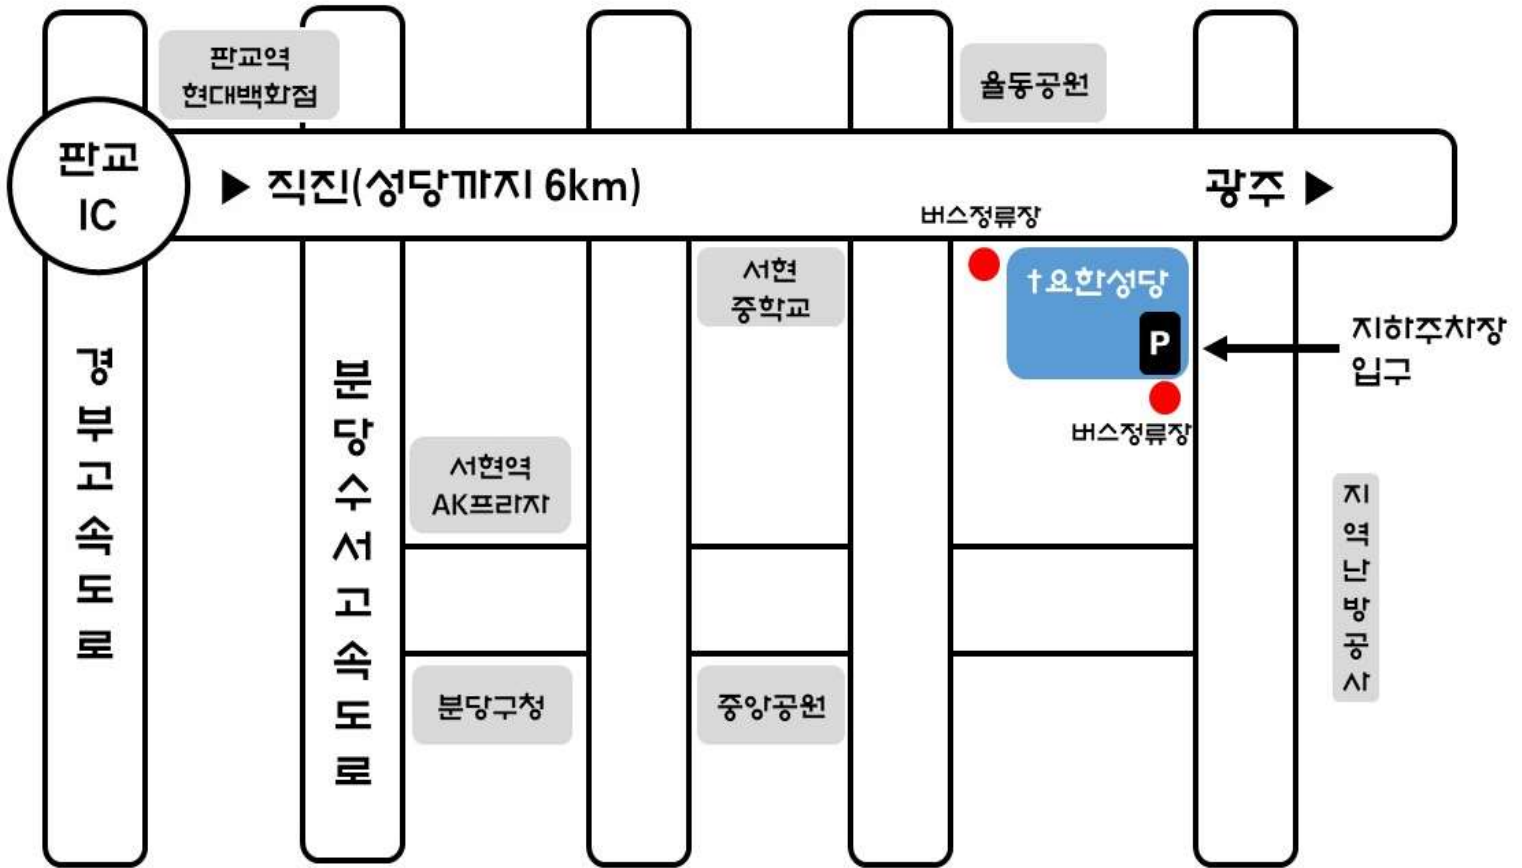 판교역
현대백화점
율동공원
판교
IC
▶ 직진(성당까지 6km)
광주 ▶
버스정류장
서현
중학교
†요한성당
P
지하주차장
입구
버스정류장
경부고속도로
분당수서고속도로
서현역
AK프라자
지역난방공사
분당구청
중앙공원